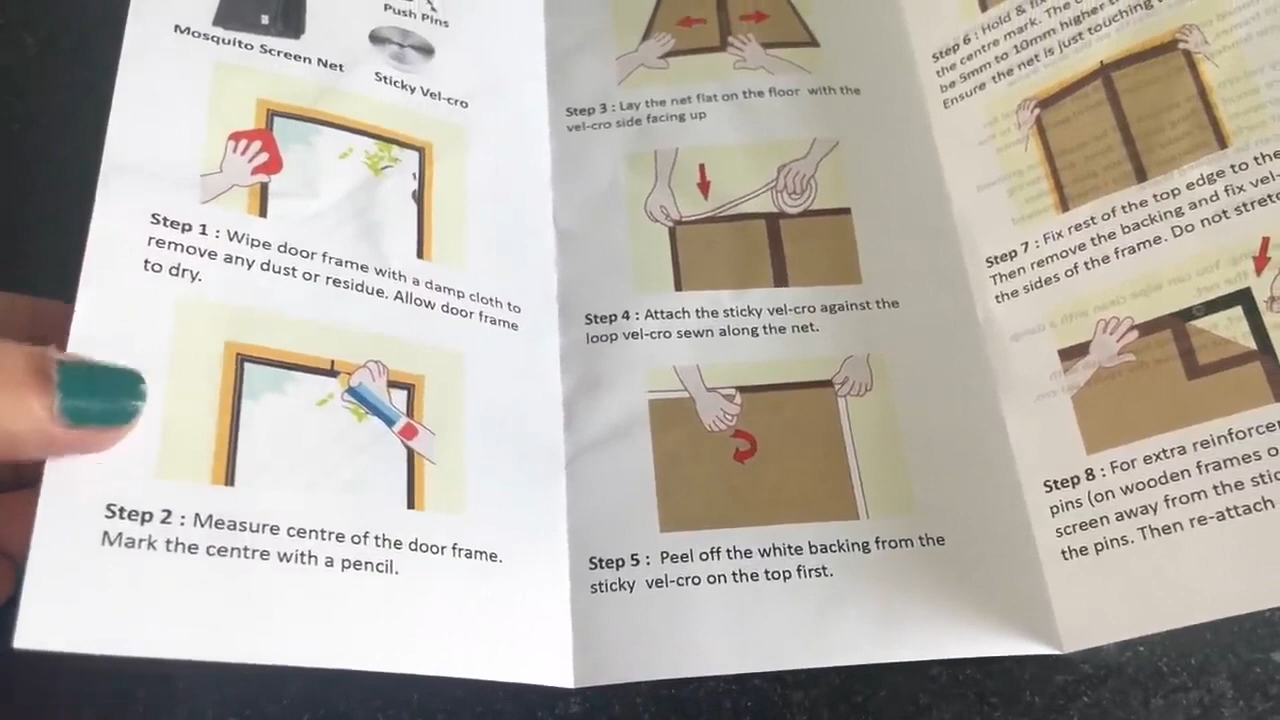 Push Pins
Mosquito Screen Net
Sticky Vel-cro
Step 1 : Wipe door frame with a damp cloth to
remove any dust or residue. Allow door frame
to dry.
Step 2 : Measure centre of the door frame.
Mark the centre with a pencil.
Step 3 : Lay the net flat on the floor with the
vel-cro side facing up
Step 4 : Attach the sticky vel-cro against the
loop vel-cro sewn along the net.
Step 5 : Peel off the white backing from the
sticky vel-cro on the top first.
Step 6 : Hold &
the centre mark. The
be 5mm to 10mm higher
Ensure the net is just touching
Step 7 : Fix rest of the top edge to the
Then remove the backing and fix vel-
the sides of the frame. Do not
Step 8 : For extra
pins (on wooden frames
screen away from the
the pins. Then re-attach